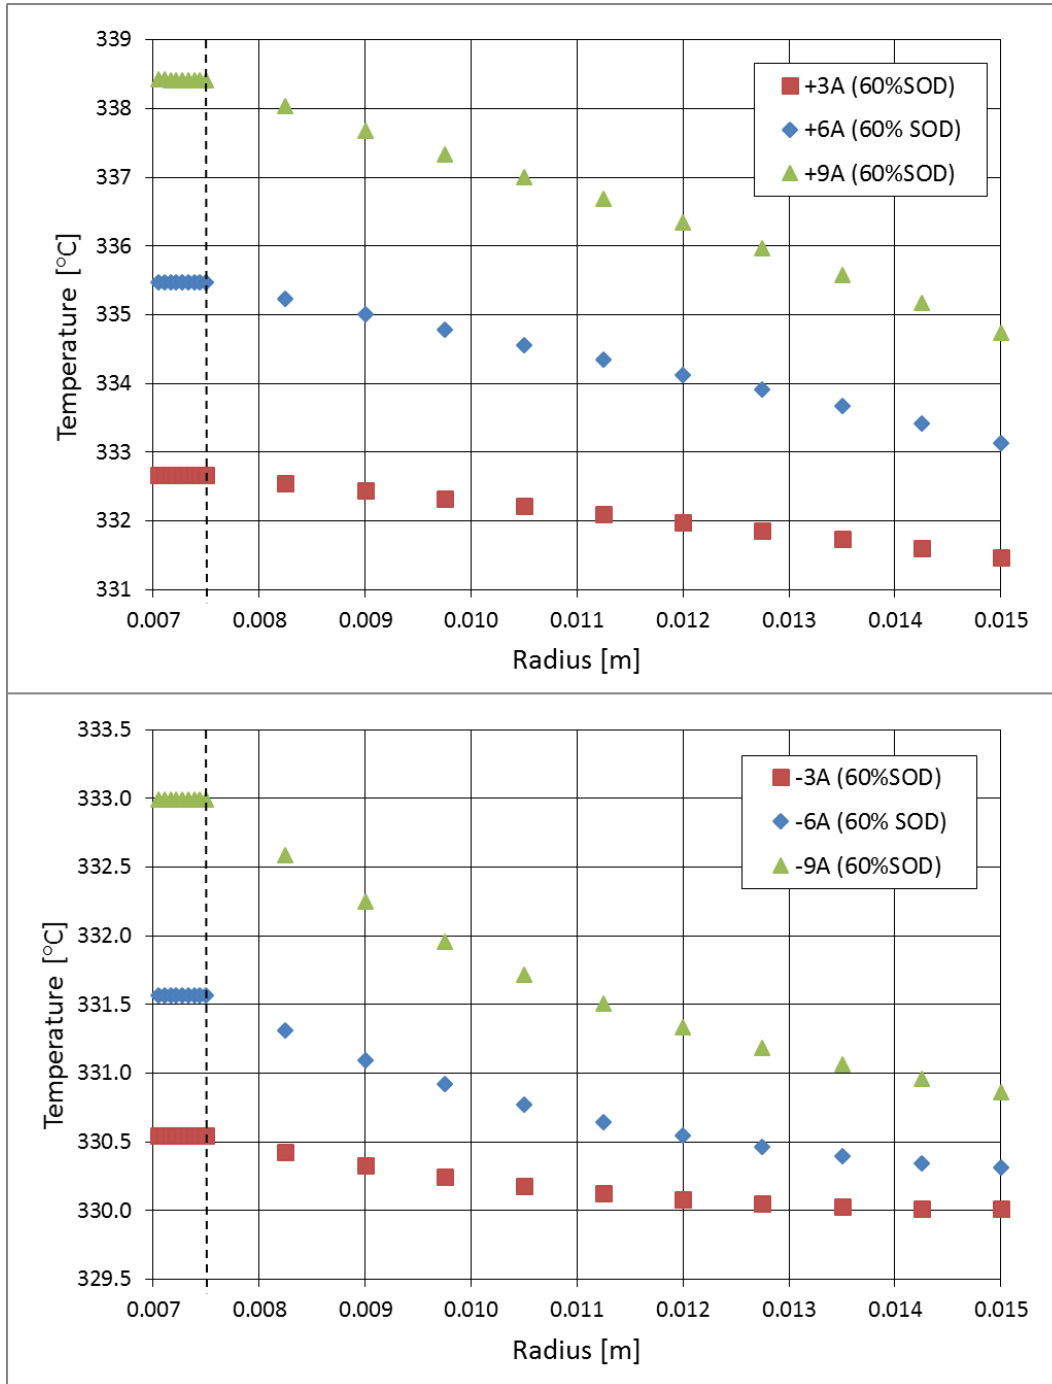 339
338
337
336
335
334
333
332
331
Temperature [°C]
+3A (60%SOD)
+6A (60% SOD)
+9A (60%SOD)
0.007 0.008 0.009 0.010 0.011 0.012 0.013 0.014 0.015
Radius [m]
333.5
333.0
332.5
332.0
331.5
331.0
330.5
330.0
329.5
Temperature [°C]
-3A (60%SOD)
-6A (60% SOD)
-9A (60%SOD)
0.007 0.008 0.009 0.010 0.011 0.012 0.013 0.014 0.015
Radius [m]